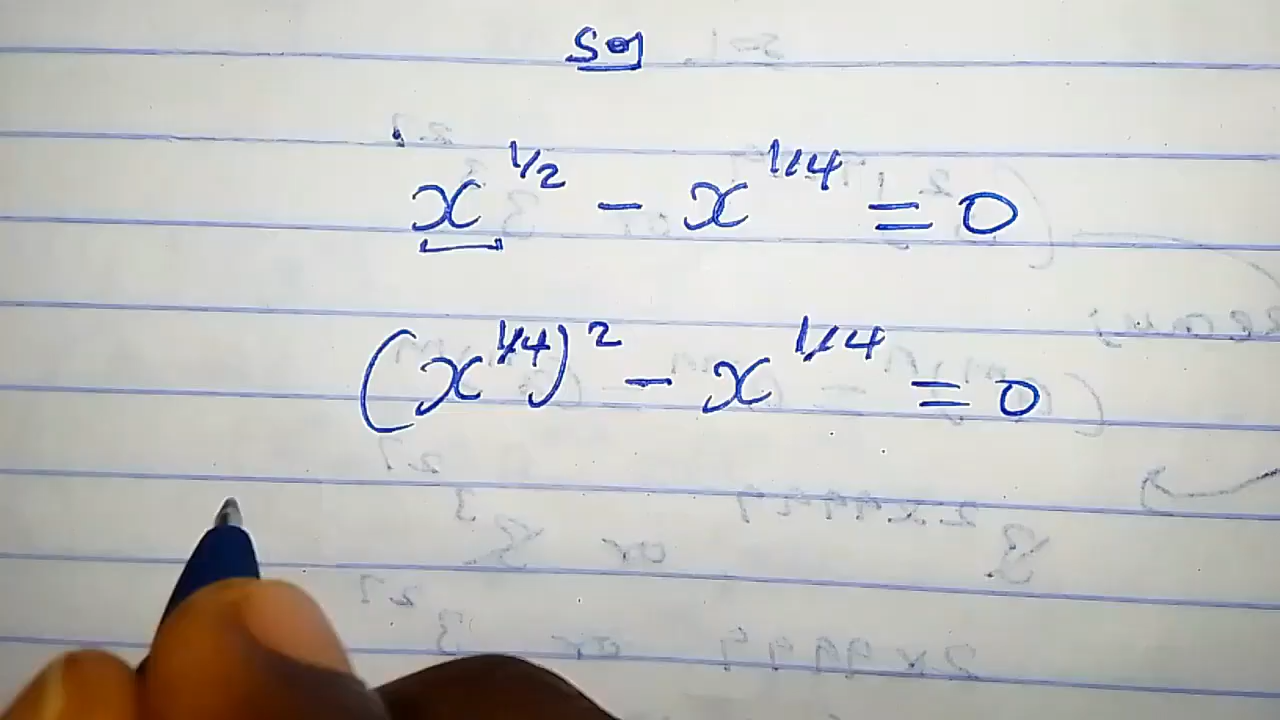 Sol
x^1/2 - x^1/4 = 0
(x^1/4)^2 - x^1/4 = 0